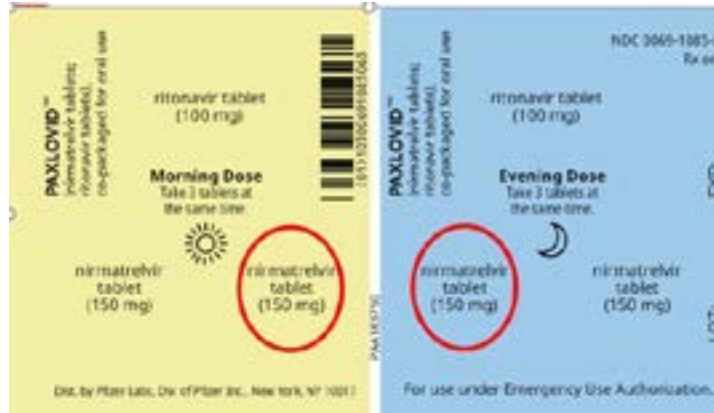 PAXLOVID™
(nirmatrelvir tablets;
ritonavir tablets),
co-packaged for oral use
ritonavir tablet
(100 mg)
Morning Dose
Take 3 tablets at
the same time.
nirmatrelvir
tablet
(150 mg)
nirmatrelvir
tablet
(150 mg)
Dist. by Pfizer Labs, Div. of Pfizer Inc., New York, NY 10017
PAXLOVID™
(nirmatrelvir tablets;
ritonavir tablets),
co-packaged for oral use
NDC 0069-1085-
Rx on
ritonavir tablet
(100 mg)
Evening Dose
Take 3 tablets at
the same time.
nirmatrelvir
tablet
(150 mg)
nirmatrelvir
tablet
(150 mg)
For use under Emergency Use Authorization.